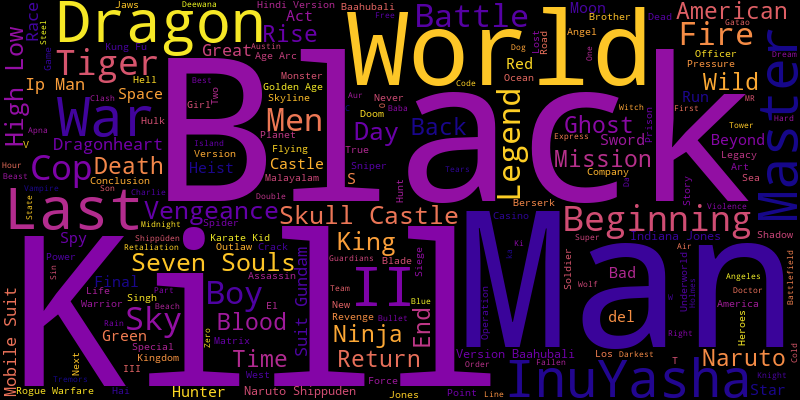 Jaws
Deewana
Hindi Version
Baahubali
Moon
Brother
Dead
American
Race
Steel
Dragon
Act
Free
Battle
Angel
Gatao
Kung Fu
Rise
World
Lost
Road
Dog
One
Fire
Dream
Great
Austin
Age Arc
High Low
Tiger
Red
Officer
Pressure
Game
Hell
Monster
Ocean
Ip Man
Space
Best
Golden Age
Code
Wild
Skyline
Aur
Never
Witch
Run
MR
Clash
Girl
Two
Doom
Baba
First
Hard
Hulk
Men
War
Black
Legend
Ghost
Prison
Tower
Master
V
Apna
Flying
Day
Back
Sword
Beyond
Dragonheart
Island
Planet
True
Express
Legacy
Hour
Cop
Death
Version
Castle
Sniper
Mission
Art
Beast
Heist
Malayalam
Tears
Company
Sea
Conclusion
S
Story
Vampire
Son
Charlie
Hunt
Double
Berserk
Violence
Last
Vengeance
Skull Castle
Casino
Beginning
State
Midnight
Spider
Shippûden
Karate Kid
King
Ki
Super
Indiana Jones
Shadow
Spy
Retaliation
Outlaw
Crack
Siege
Air
Power
Seven Souls
Guardians
Blade
Soldier
Underworld
Angeles
Sin
Final
Assassin
Suit Gundam
Wolf
Bad
Holmes
Doctor
Battlefield
Life
Singh
Part
Boy
II
Team
Blue
America
Warrior
Beach
El
New
Bullet
Operation
Man
del
W
Heroes
Kill
Sky
Blood
Revenge
End
Rain
Zero
Matrix
Ninja
Right
Green
Mobile Suit
Special
Time
Return
Version Baahubali
Los
Darkest
T
Naruto
Cold
Kingdom
Next
III
West
Order
Fallen
InuYasha
Knight
Tremors
Force
Star
Rogue Warfare
Hai
Hunter
Naruto Shippuden
Jones
Point
Line